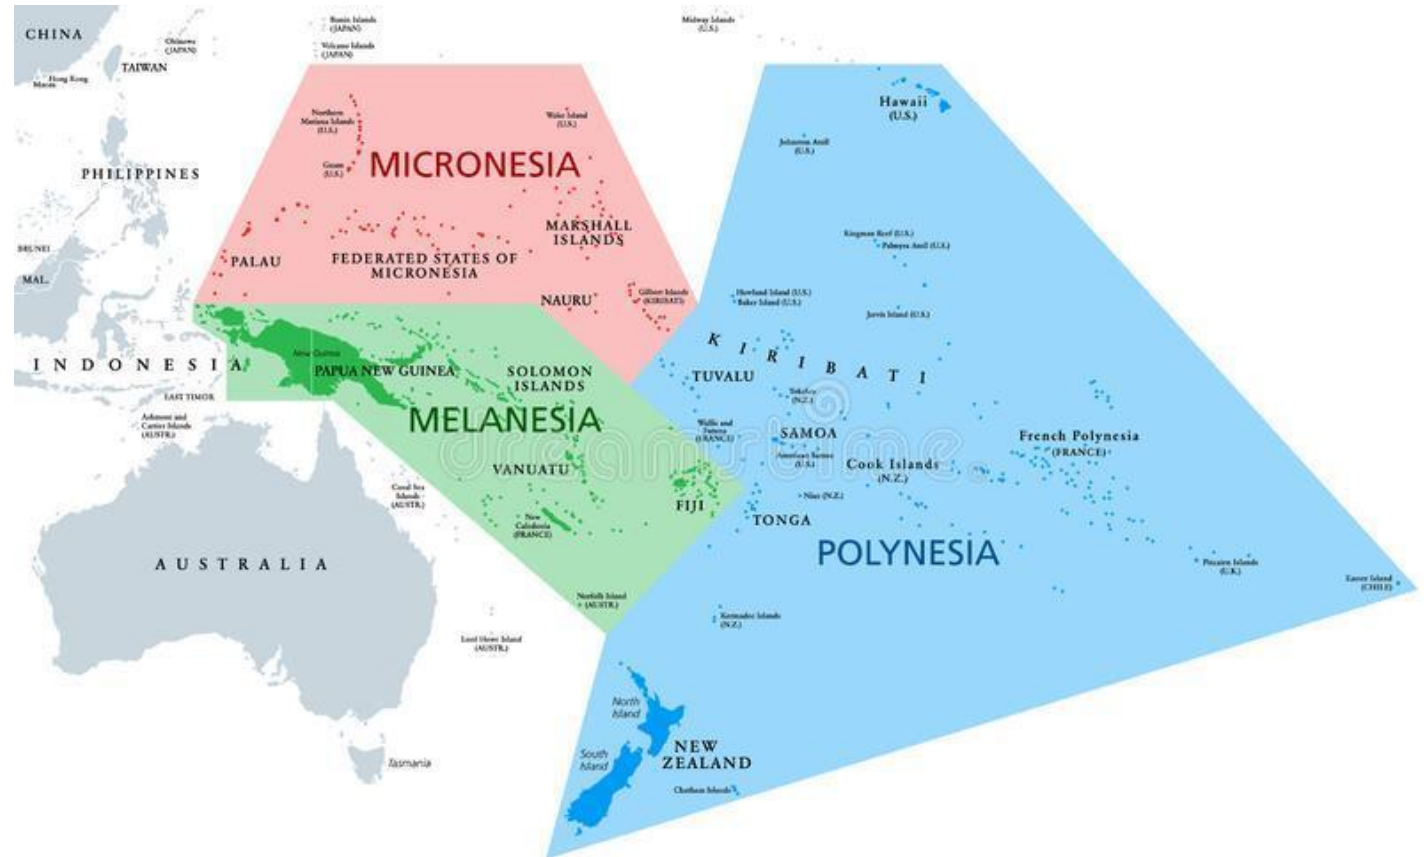 Bonin Islands
(JAPAN)
Midway Islands
(U.S.)
CHINA
Okinawa
(JAPAN)
Volcano Islands
(JAPAN)
TAIWAN
Hong Kong
Macau
Hawaii
(U.S.)
Northern
Mariana Islands
(U.S.)
Wake Island
(U.S.)
Johnston Atoll
(U.S.)
MICRONESIA
Guam
(U.S.)
PHILIPPINES
MARSHALL
ISLANDS
Kingman Reef (U.S.)
Palmyra Atoll (U.S.)
BRUNEI
PALAU
FEDERATED STATES OF
MICRONESIA
MAL.
NAURU
Gilbert Islands
(KIRIBATI)
Howland Island (U.S.)
Baker Island (U.S.)
Jarvis Island (U.S.)
KIRIBATI
New Guinea
INDONESIA
PAPUA NEW GUINEA
SOLOMON
ISLANDS
TUVALU
EAST TIMOR
Tokelau
(N.Z.)
Ashmore and
Cartier Islands
(AUSTR.)
MELANESIA
dreamstime.
Wallis and
Futuna
(FRANCE)
SAMOA
French Polynesia
(FRANCE)
American Samoa
(U.S.)
Cook Islands
(N.Z.)
VANUATU
Coral Sea
Islands
(AUSTR.)
Niue (N.Z.)
FIJI
New
Caledonia
(FRANCE)
TONGA
POLYNESIA
AUSTRALIA
Pitcairn Islands
(U.K.)
Easter Island
(CHILE)
Norfolk Island
(AUSTR.)
Kermadec Islands
(N.Z.)
Lord Howe Island
(AUSTR.)
North
Island
NEW
ZEALAND
South
Island
Tasmania
Chatham Islands